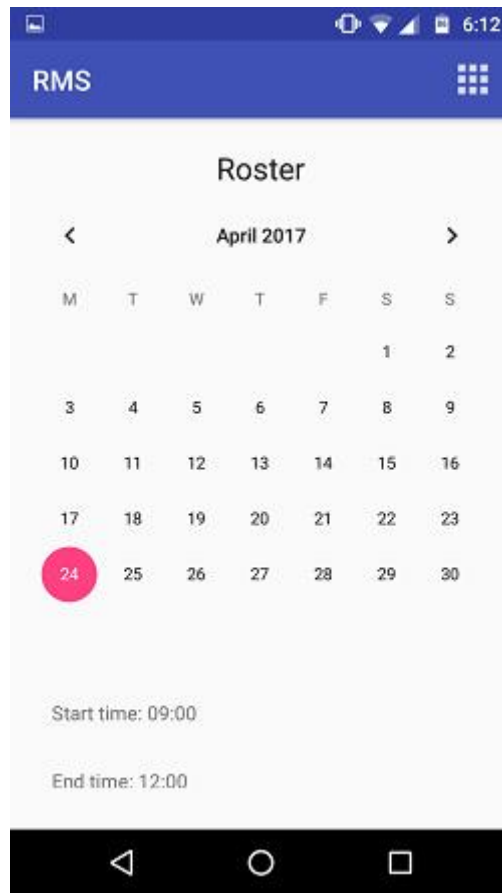 6:12
RMS
Roster
April 2017
M T W T F S S
1 2
3 4 5 6 7 8 9
10 11 12 13 14 15 16
17 18 19 20 21 22 23
24 25 26 27 28 29 30
Start time: 09:00
End time: 12:00